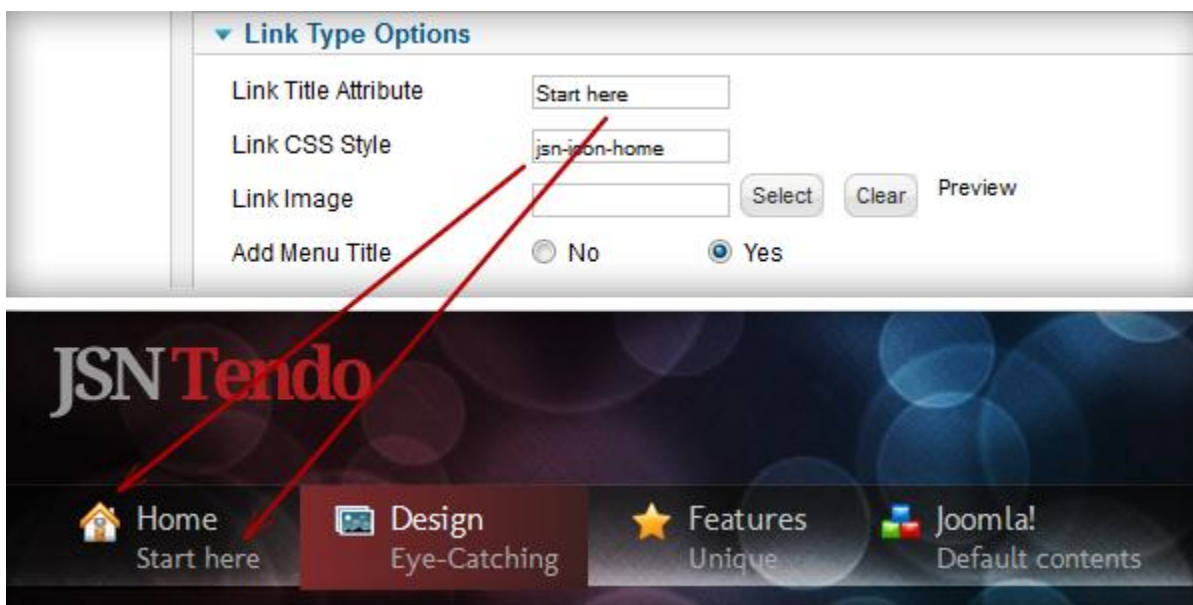 Link Type Options
Link Title Attribute Start here
Link CSS Style jsn-icon-home
Link Image Select Clear Preview
Add Menu Title No Yes
JSN Tendo
Home Design Features Joomla!
Start here Eye-Catching Unique Default contents